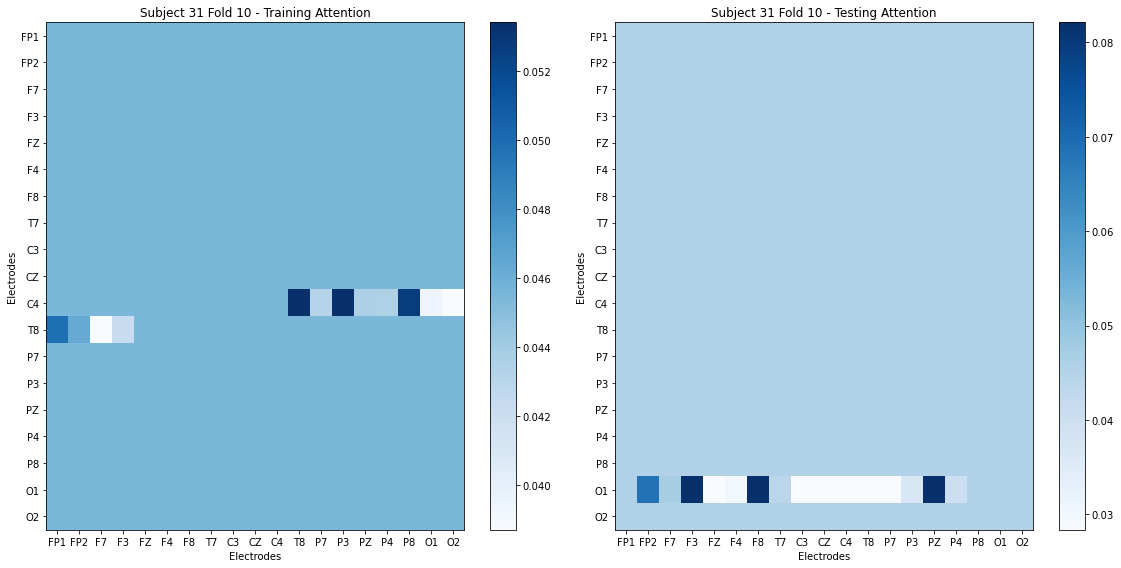 Subject 31 Fold 10 - Training Attention
FP1
FP2
F7
F3
FZ
F4
F8
T7
C3
CZ
C4
T8
P7
P3
PZ
P4
P8
O1
O2
Electrodes
FP1 FP2 F7 F3 FZ F4 F8 T7 C3 CZ C4 T8 P7 P3 PZ P4 P8 O1 O2
Electrodes
0.052
0.050
0.048
0.046
0.044
0.042
0.040
Subject 31 Fold 10 - Testing Attention
FP1
FP2
F7
F3
FZ
F4
F8
T7
C3
CZ
C4
T8
P7
P3
PZ
P4
P8
O1
O2
Electrodes
FP1 FP2 F7 F3 FZ F4 F8 T7 C3 CZ C4 T8 P7 P3 PZ P4 P8 O1 O2
Electrodes
0.08
0.07
0.06
0.05
0.04
0.03